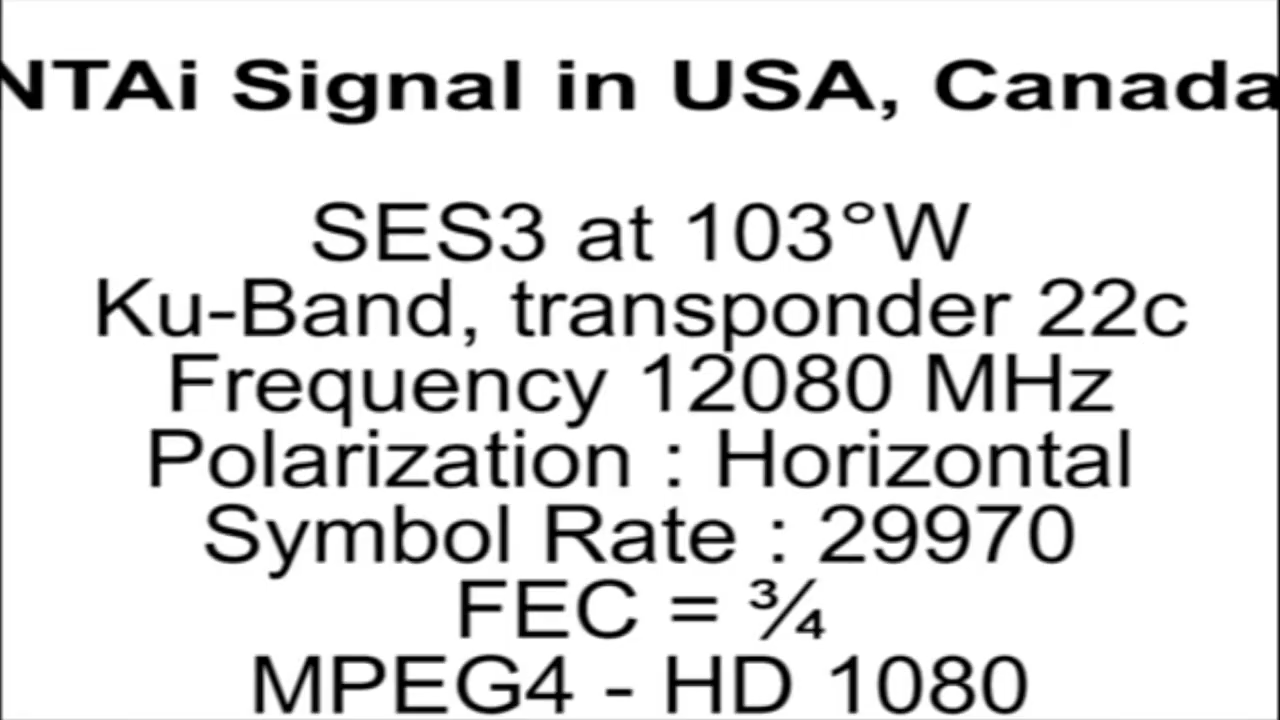 NTAi Signal in USA, Canada
SES3 at 103°W
Ku-Band, transponder 22c
Frequency 12080 MHz
Polarization : Horizontal
Symbol Rate : 29970
FEC = ¾
MPEG4 - HD 1080